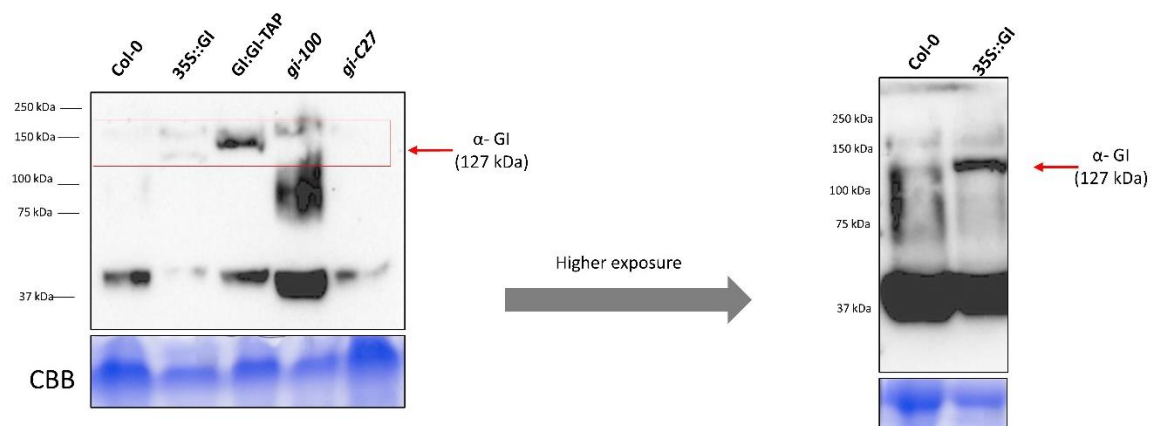 Col-0
35S::GI
GI:GI-TAP
gi-100
gi-C27
250 kDa
150 kDa
100 kDa
75 kDa
37 kDa
α- GI
(127 kDa)
CBB
Higher exposure
Col-0
35S::GI
250 kDa
150 kDa
100 kDa
75 kDa
37 kDa
α- GI
(127 kDa)